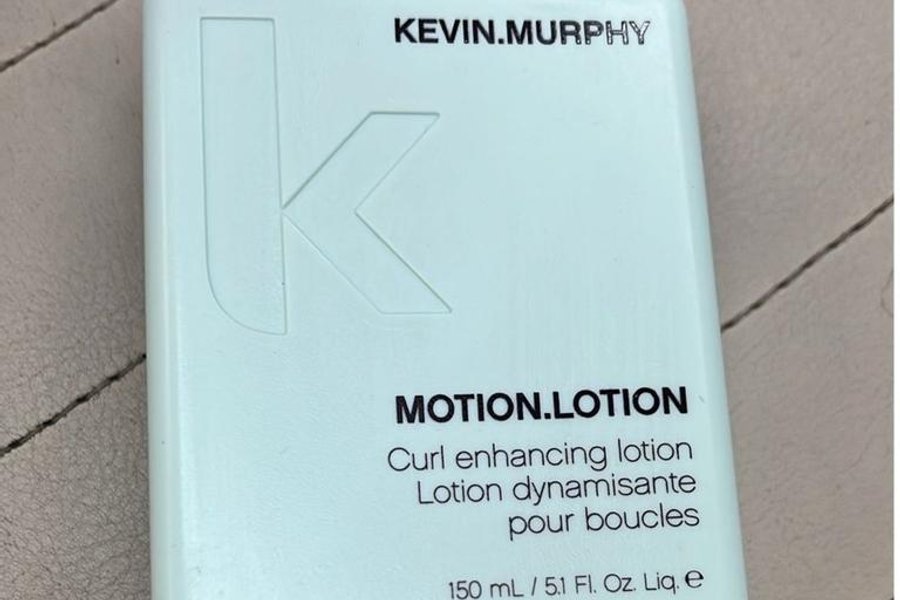 KEVIN.MURPHY
k
MOTION.LOTION
Curl enhancing lotion
Lotion dynamisante
pour boucles
150 mL / 5.1 Fl. Oz. Liq. ℮